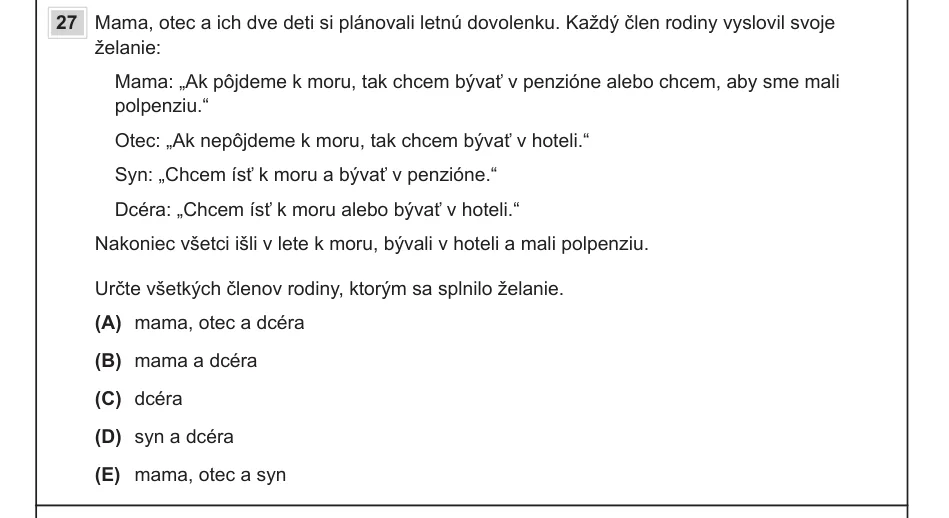 27 Mama, otec a ich dve deti si plánovali letnú dovolenku. Každý člen rodiny vyslovil svoje
želanie:
Mama: „Ak pôjdeme k moru, tak chcem bývať v penzióne alebo chcem, aby sme mali
polpenziu.“
Otec: „Ak nepôjdeme k moru, tak chcem bývať v hoteli.“
Syn: „Chcem ísť k moru a bývať v penzióne.“
Dcéra: „Chcem ísť k moru alebo bývať v hoteli.“
Nakoniec všetci išli v lete k moru, bývali v hoteli a mali polpenziu.
Určte všetkých členov rodiny, ktorým sa splnilo želanie.
(A) mama, otec a dcéra
(B) mama a dcéra
(C) dcéra
(D) syn a dcéra
(E) mama, otec a syn